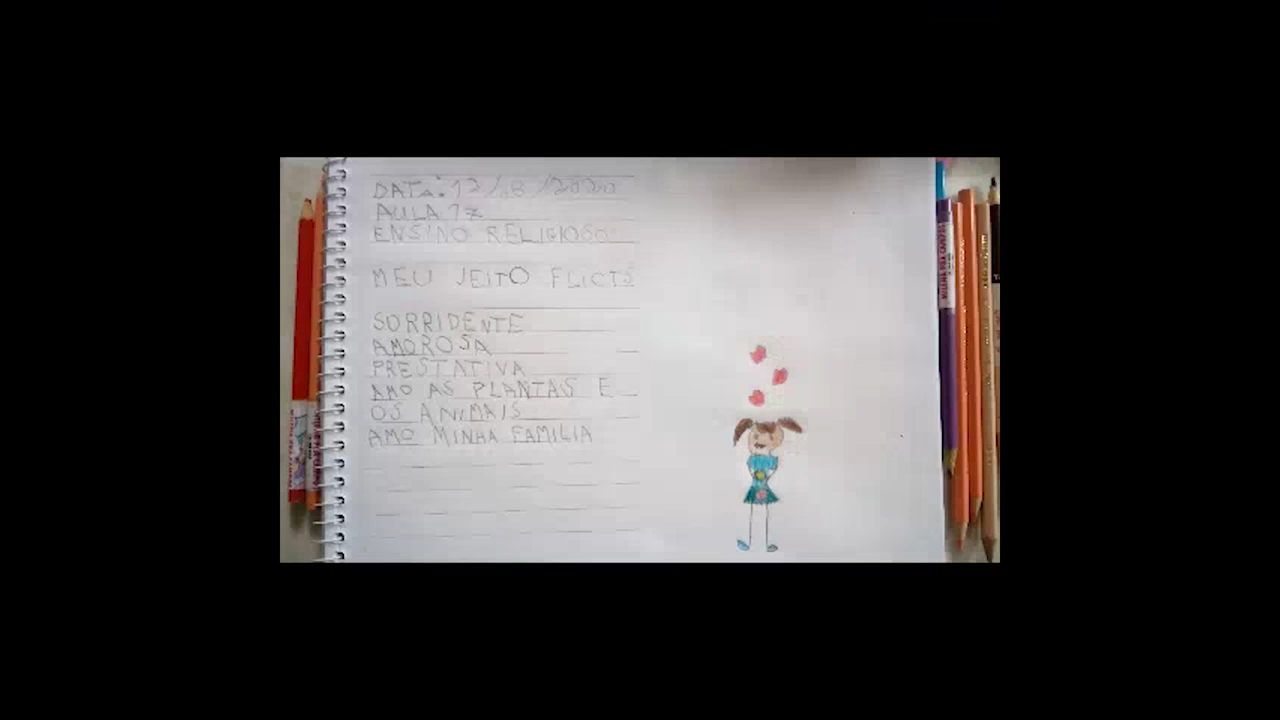 DATA: 12/08/2020
AULA 17
ENSINO RELIGIOSO
MEU JEITO FLICTS
SORRIDENTE
AMOROSA
PRESTATIVA
AMO AS PLANTAS E
OS ANIMAIS
AMO MINHA FAMILIA